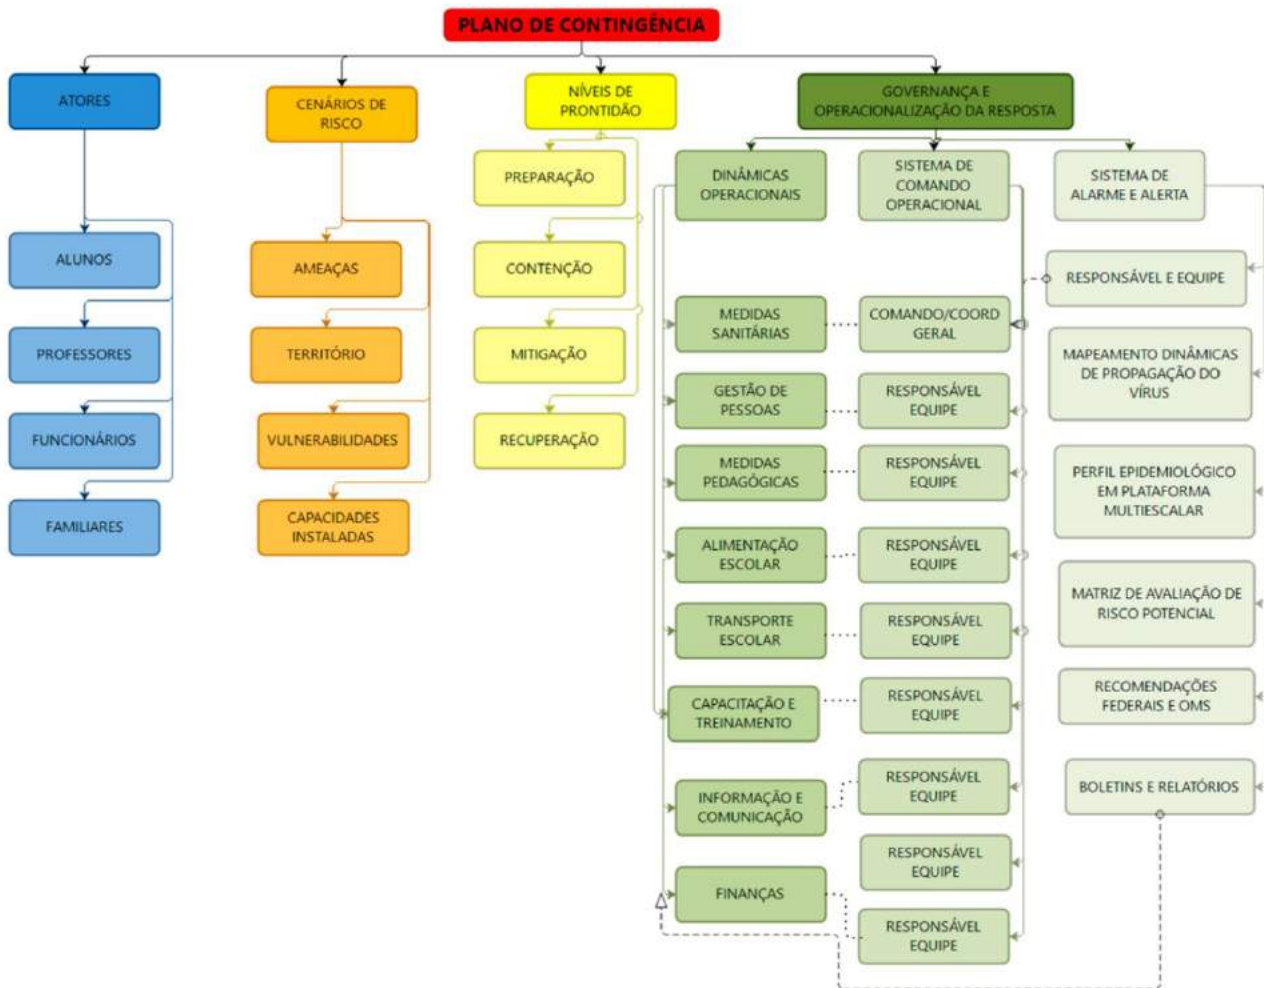 PLANO DE CONTINGÊNCIA
ATORES
ALUNOS
PROFESSORES
FUNCIONÁRIOS
FAMILIARES
CENÁRIOS DE
RISCO
AMEAÇAS
TERRITÓRIO
VULNERABILIDADES
CAPACIDADES
INSTALADAS
NÍVEIS DE
PRONTIDÃO
PREPARAÇÃO
CONTENÇÃO
MITIGAÇÃO
RECUPERAÇÃO
GOVERNANÇA E
OPERACIONALIZAÇÃO DA RESPOSTA
DINÂMICAS
OPERACIONAIS
MEDIDAS
SANITÁRIAS
GESTÃO DE
PESSOAS
MEDIDAS
PEDAGÓGICAS
ALIMENTAÇÃO
ESCOLAR
TRANSPORTE
ESCOLAR
CAPACITAÇÃO E
TREINAMENTO
INFORMAÇÃO E
COMUNICAÇÃO
FINANÇAS
SISTEMA DE
COMANDO
OPERACIONAL
COMANDO/COORD
GERAL
RESPONSÁVEL
EQUIPE
RESPONSÁVEL
EQUIPE
RESPONSÁVEL
EQUIPE
RESPONSÁVEL
EQUIPE
RESPONSÁVEL
EQUIPE
RESPONSÁVEL
EQUIPE
RESPONSÁVEL
EQUIPE
RESPONSÁVEL
EQUIPE
SISTEMA DE
ALARME E ALERTA
RESPONSÁVEL E EQUIPE
MAPEAMENTO DINÂMICAS
DE PROPAGAÇÃO DO
VÍRUS
PERFIL EPIDEMIOLÓGICO
EM PLATAFORMA
MULTIESCALAR
MATRIZ DE AVALIAÇÃO DE
RISCO POTENCIAL
RECOMENDAÇÕES
FEDERAIS E OMS
BOLETINS E RELATÓRIOS